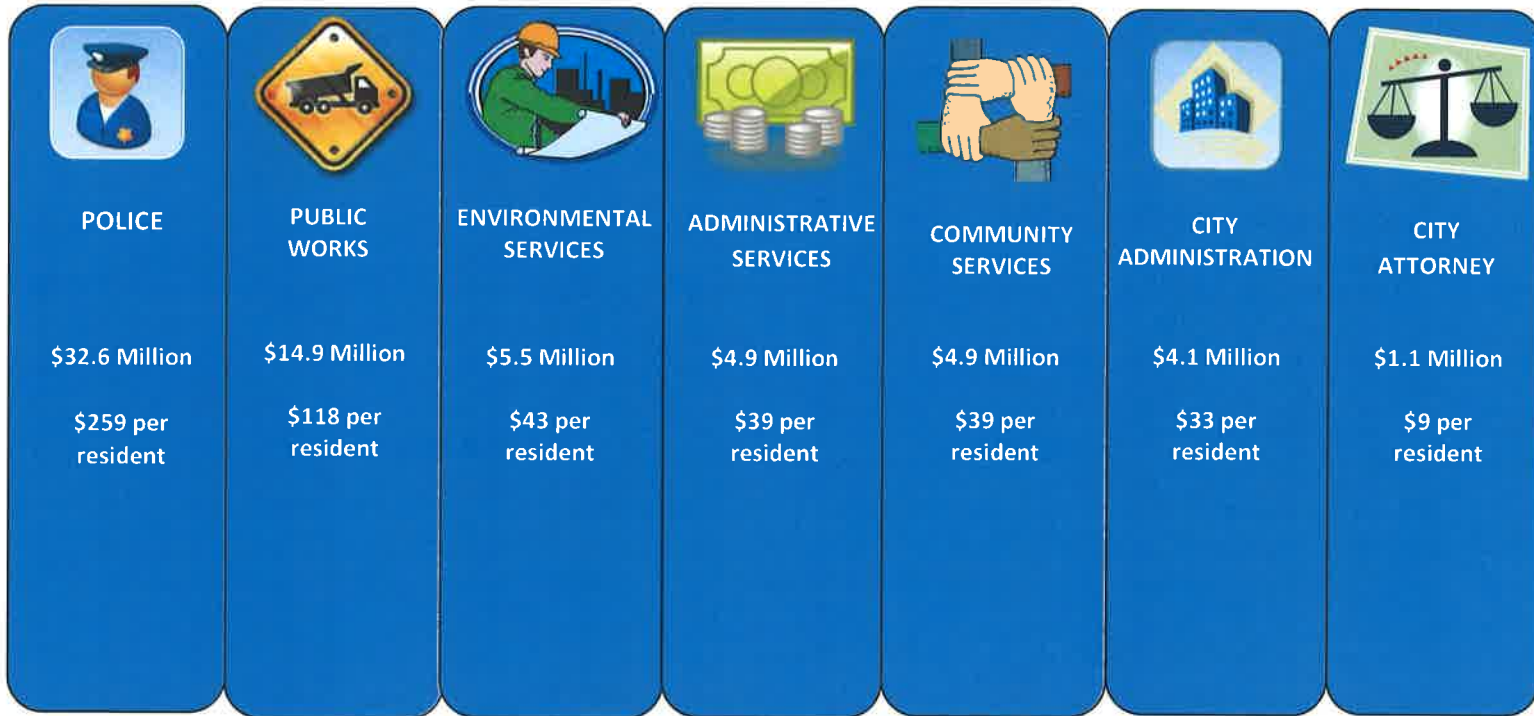 POLICE
$32.6 Million
$259 per
resident
PUBLIC
WORKS
$14.9 Million
$118 per
resident
ENVIRONMENTAL
SERVICES
$5.5 Million
$43 per
resident
ADMINISTRATIVE
SERVICES
$4.9 Million
$39 per
resident
COMMUNITY
SERVICES
$4.9 Million
$39 per
resident
CITY
ADMINISTRATION
$4.1 Million
$33 per
resident
CITY
ATTORNEY
$1.1 Million
$9 per
resident